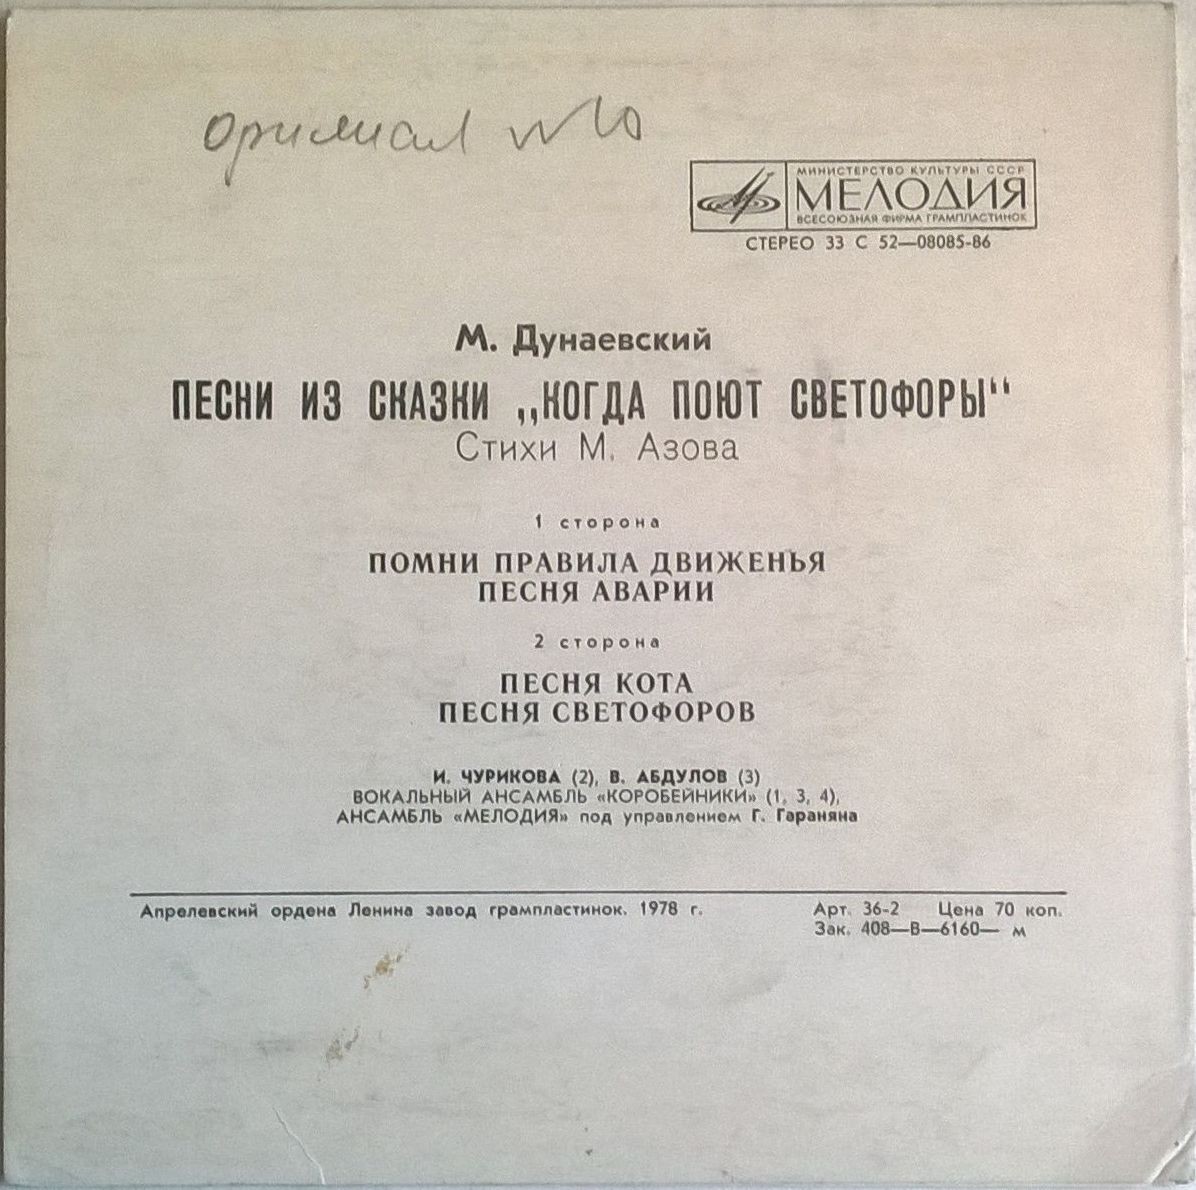 МИНИСТЕРСТВО КУЛЬТУРЫ СССР
МЕЛОДИЯ
ВСЕСОЮЗНАЯ ФИРМА ГРАМПЛАСТИНОК
СТЕРЕО 33 С 52—08085-86
М. Дунаевский
ПЕСНИ ИЗ СКАЗКИ „КОГДА ПОЮТ СВЕТОФОРЫ“
Стихи М. Азова
1 сторона
ПОМНИ ПРАВИЛА ДВИЖЕНЬЯ
ПЕСНЯ АВАРИИ
2 сторона
ПЕСНЯ КОТА
ПЕСНЯ СВЕТОФОРОВ
И. ЧУРИКОВА (2), В. АБДУЛОВ (3)
ВОКАЛЬНЫЙ АНСАМБЛЬ «КОРОБЕЙНИКИ» (1, 3, 4),
АНСАМБЛЬ «МЕЛОДИЯ» под управлением Г. Гараняна
Апрелевский ордена Ленина завод грампластинок. 1978 г.
Арт. 36-2 Цена 70 коп.
Зак. 408—В—6160— м